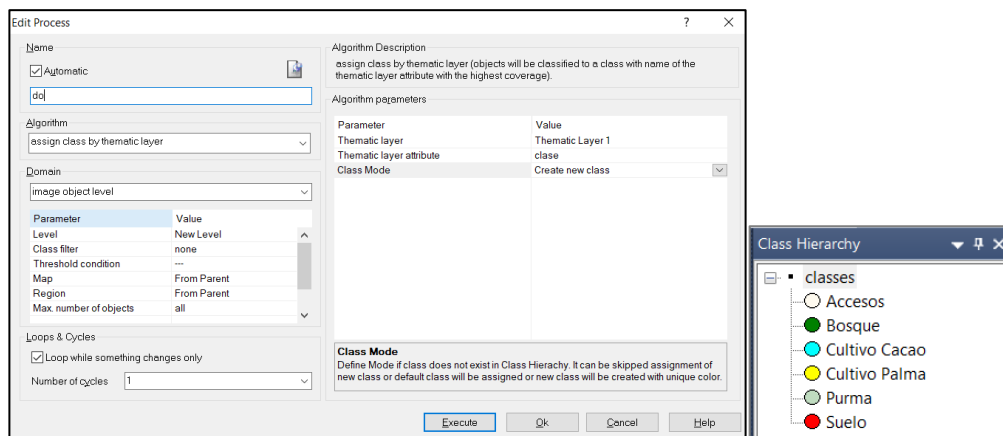 Edit Process ? ×
Name
Automatic
do
Algorithm
assign class by thematic layer
Domain
image object level
Parameter Value
Level New Level
Class filter none
Threshold condition ---
Map From Parent
Region From Parent
Max. number of objects all
Loops & Cycles
Loop while something changes only
Number of cycles 1
Algorithm Description
assign class by thematic layer (objects will be classified to a class with name of the
thematic layer attribute with the highest coverage).
Algorithm parameters
Parameter Value
Thematic layer Thematic Layer 1
Thematic layer attribute clase
Class Mode Create new class
Class Mode
Define Mode if class does not exist in Class Hierachy. It can be skipped assignment of
new class or default class will be assigned or new class will be created with unique color.
Execute Ok Cancel Help
Class Hierarchy
classes
Accesos
Bosque
Cultivo Cacao
Cultivo Palma
Purma
Suelo